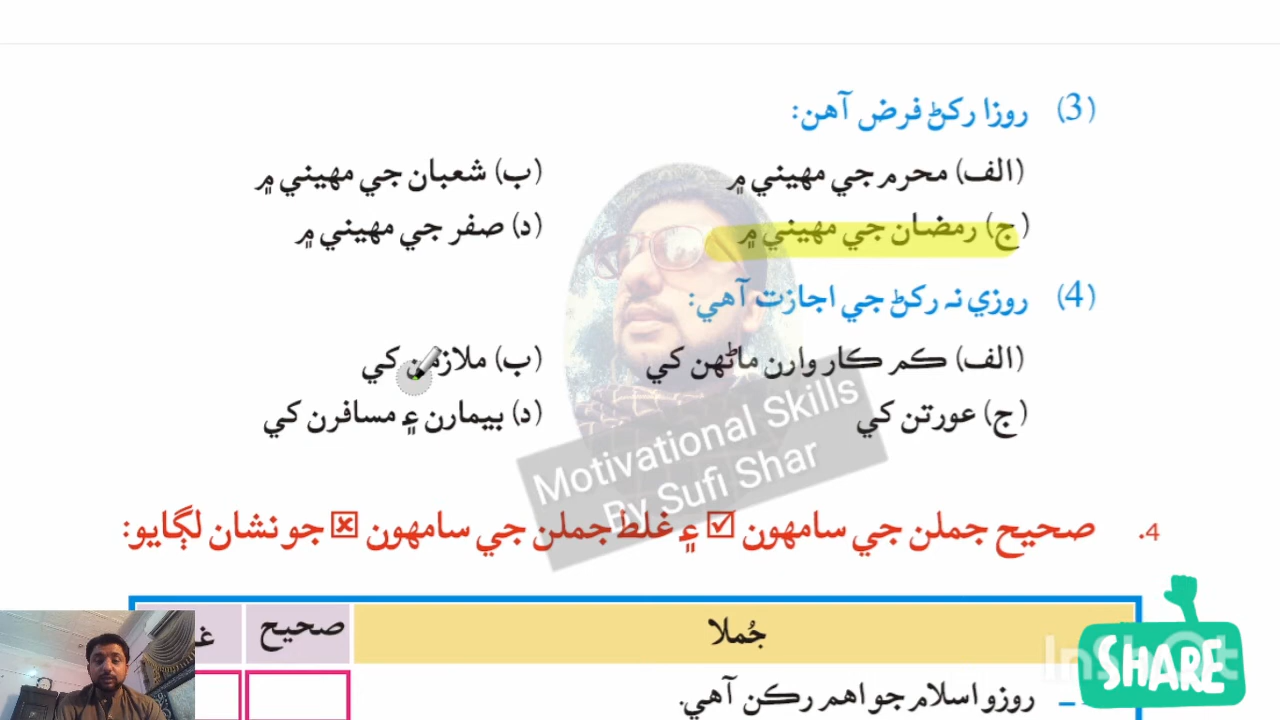 (3) روزا رکڻ فرض آهن:
(الف) محرم جي مهيني ۾ (ب) شعبان جي مهيني ۾
(ج) رمضان جي مهيني ۾ (د) صفر جي مهيني ۾
(4) روزي نہ رکڻ جي اجازت آهي:
(الف) ڪم ڪار وارن ماڻهن کي (ب) ملازمن کي
(ج) عورتن کي (د) بيمارن ۽ مسافرن کي
Motivational Skills
By Sufi Shar
4. صحيح جملن جي سامهون ☑ ۽ غلط جملن جي سامهون ☒ جو نشان لڳايو:
جُملا صحيح
روزو اسلام جو اهم رڪن آهي.
InShot
SHARE